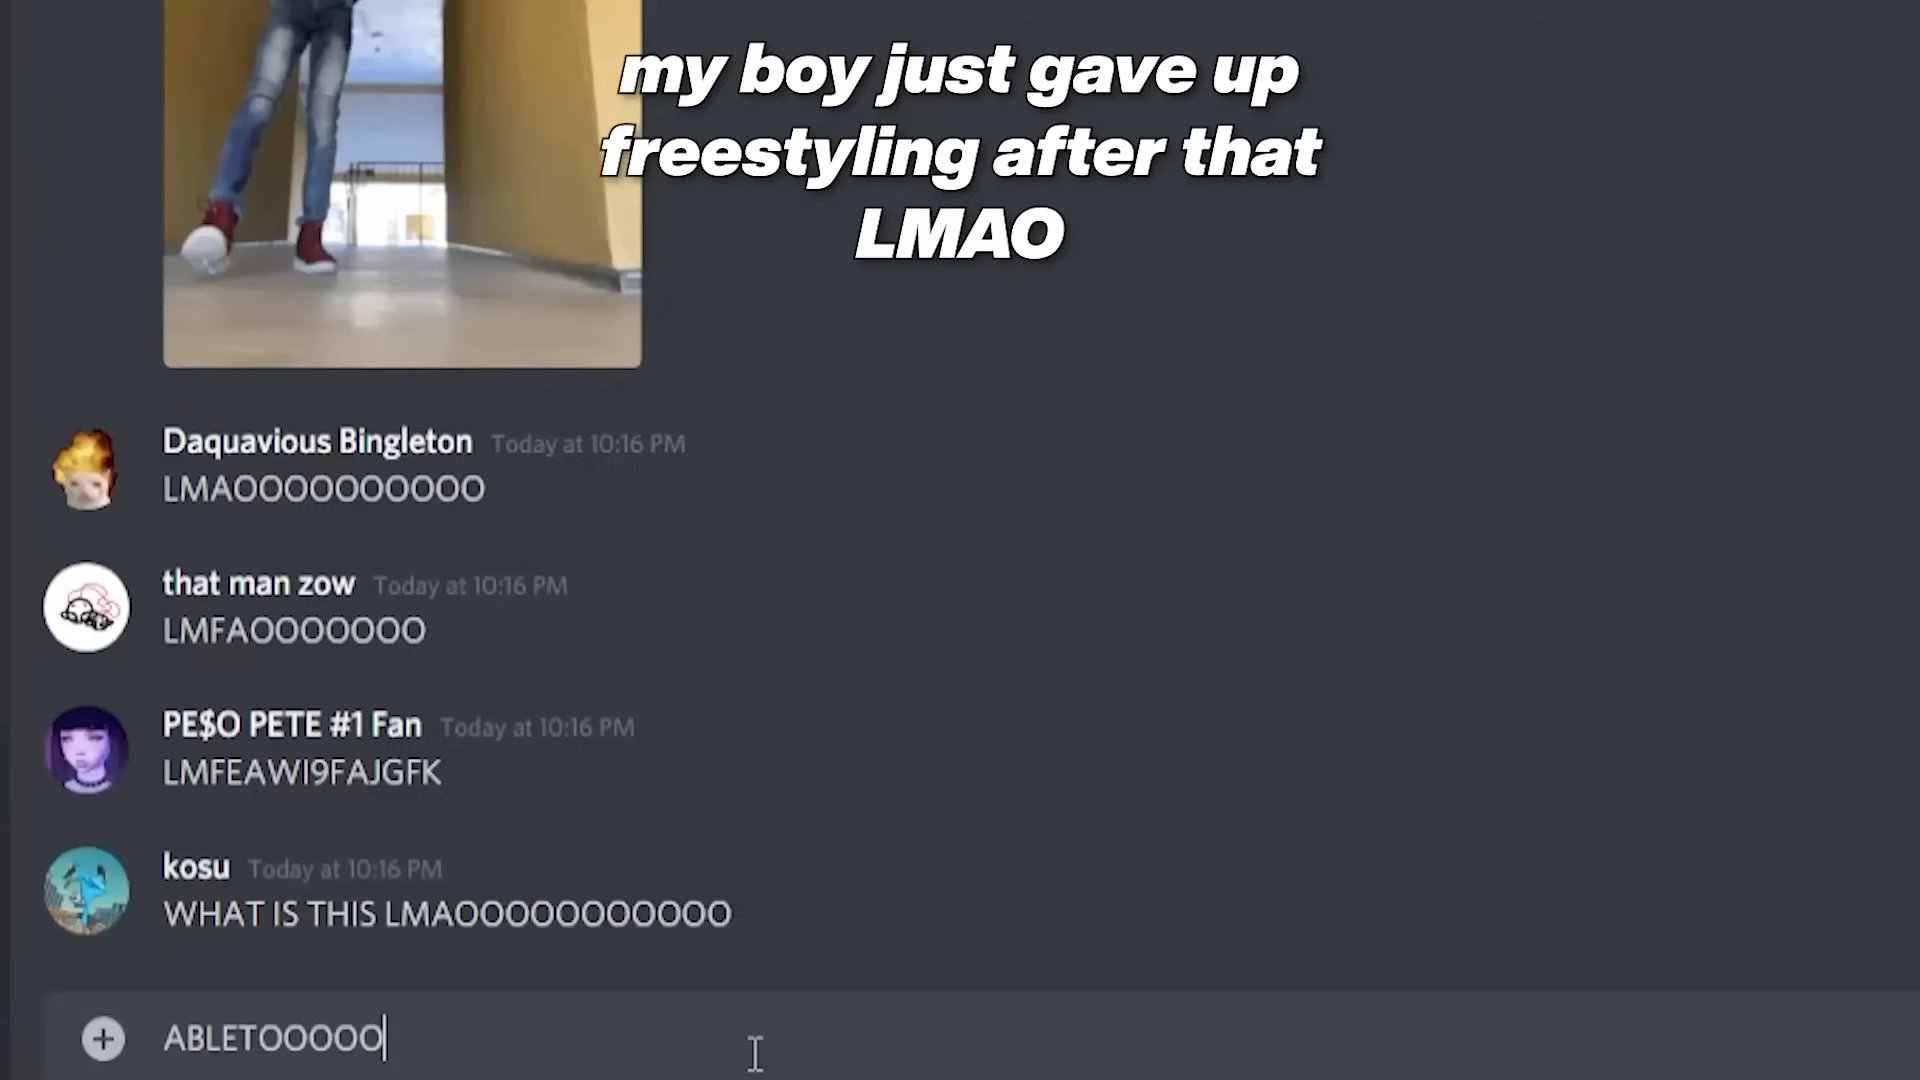 my boy just gave up
freestyling after that
LMAO
Daquavious Bingleton Today at 10:16 PM
LMAOOOOOOOOOO
that man zow Today at 10:16 PM
LMFAOOOOOOO
PE$O PETE #1 Fan Today at 10:16 PM
LMFEAWI9FAJGFK
kosu Today at 10:16 PM
WHAT IS THIS LMAOOOOOOOOOOO
ABLETOOOOO